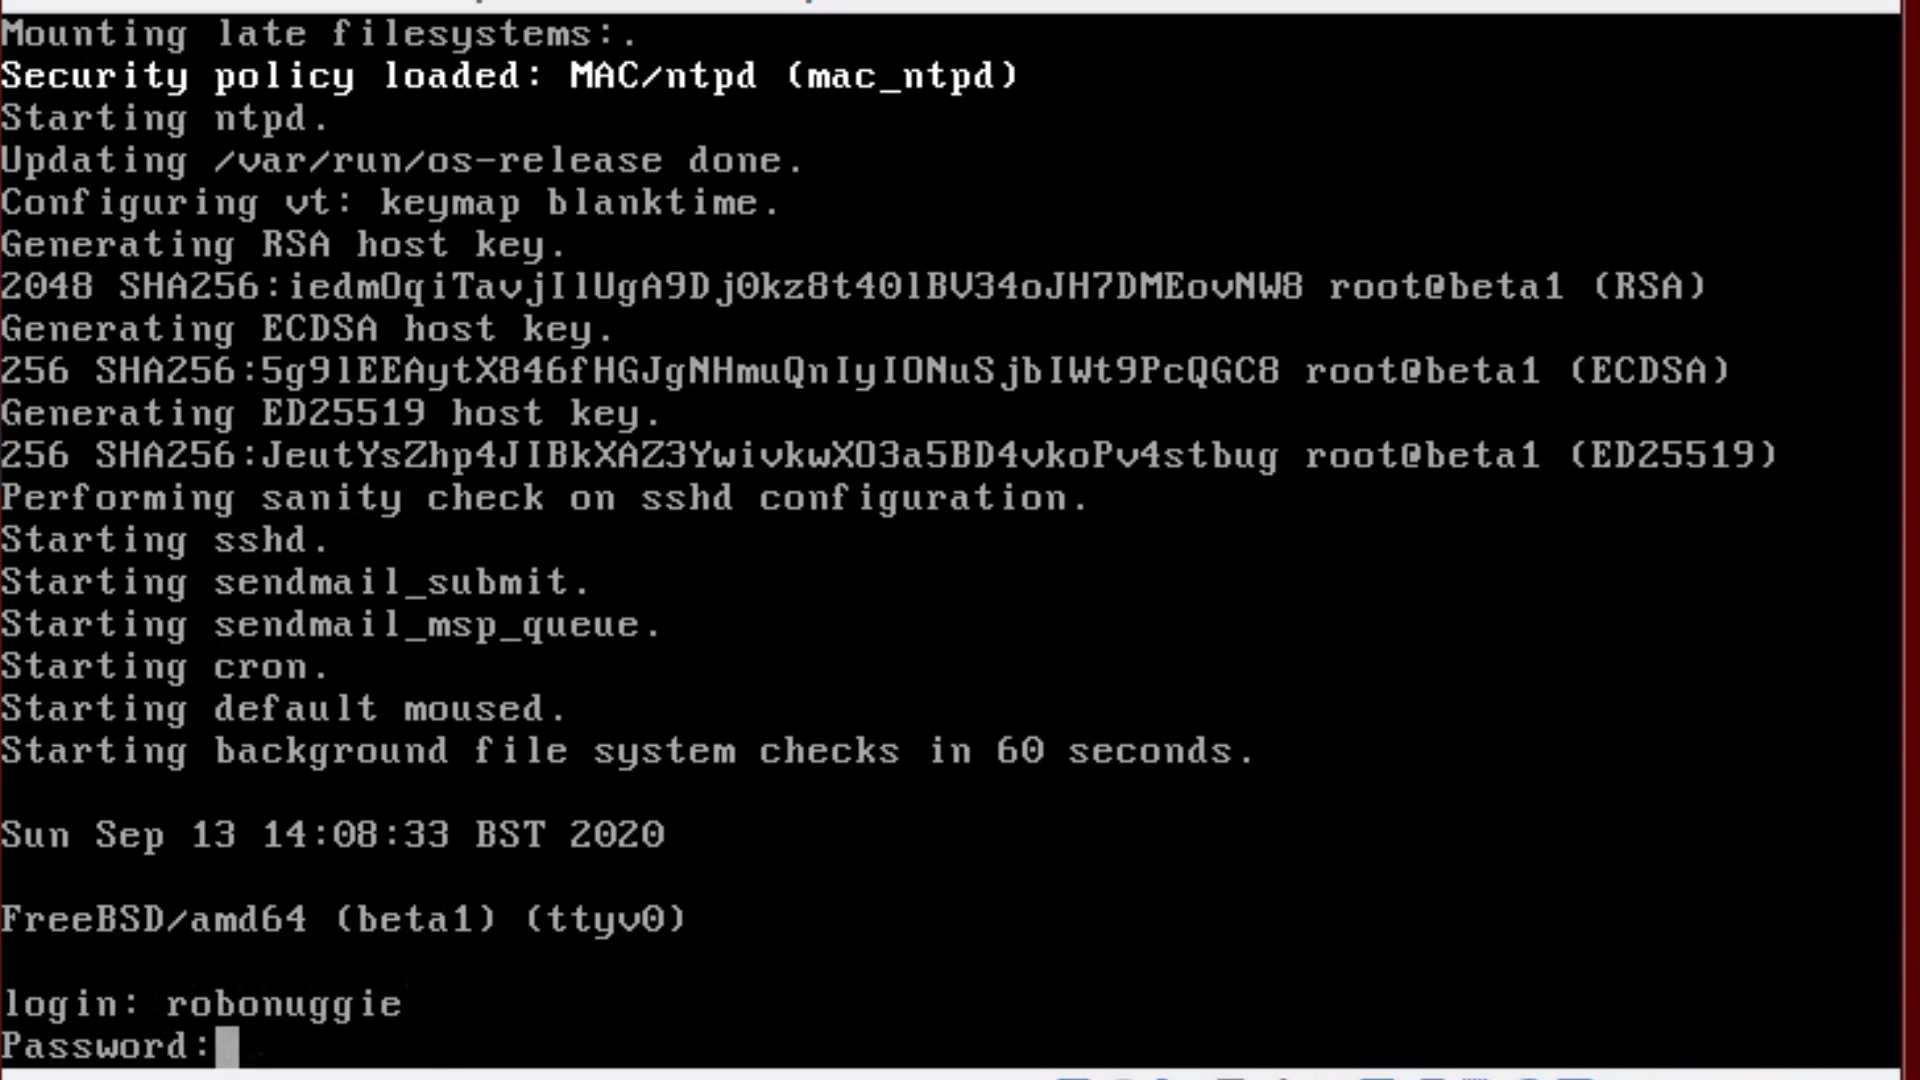 Mounting late filesystems:.
Security policy loaded: MAC/ntpd (mac_ntpd)
Starting ntpd.
Updating /var/run/os-release done.
Configuring vt: keymap blanktime.
Generating RSA host key.
2048 SHA256:iedmOqiTavjIlUgA9Dj0kz8t40lBV34oJH7DMEovNW8 root@beta1 (RSA)
Generating ECDSA host key.
256 SHA256:5g9lEEAytX846fHGJgNHmuQnIyIONuSjbIWt9PcQGC8 root@beta1 (ECDSA)
Generating ED25519 host key.
256 SHA256:JeutYsZhp4JIBkXAZ3YwivkwXO3a5BD4vkoPv4stbug root@beta1 (ED25519)
Performing sanity check on sshd configuration.
Starting sshd.
Starting sendmail_submit.
Starting sendmail_msp_queue.
Starting cron.
Starting default moused.
Starting background file system checks in 60 seconds.
Sun Sep 13 14:08:33 BST 2020
FreeBSD/amd64 (beta1) (ttyv0)
login: robonuggie
Password: